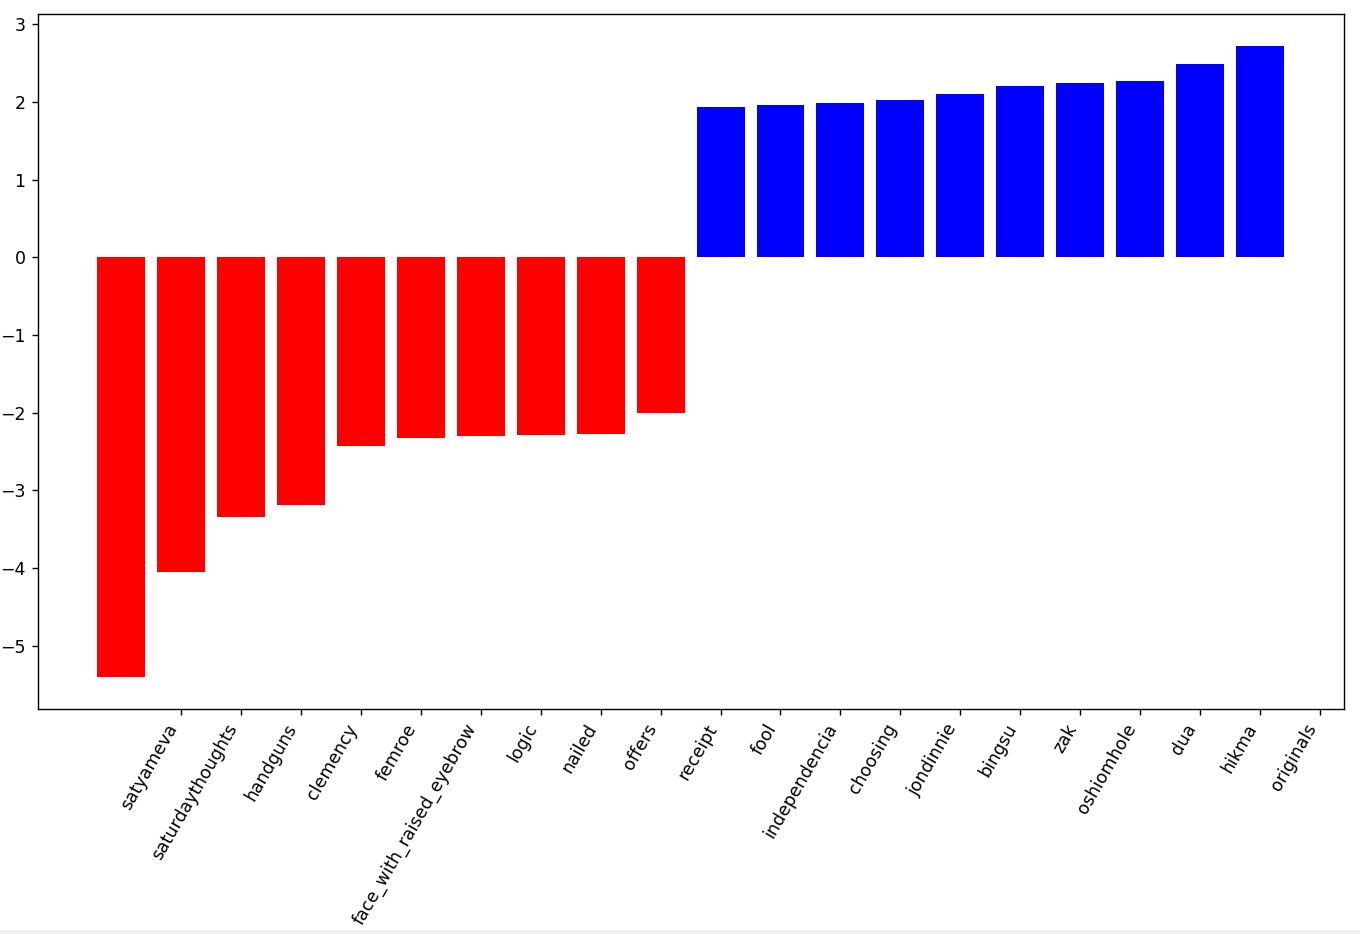 3
2
1
0
−1
−2
−3
−4
−5
satyameva
saturdaythoughts
handguns
clemency
femroe
face_with_raised_eyebrow
logic
nailed
offers
receipt
fool
independencia
choosing
jondinnie
bingsu
zak
oshiomhole
dua
hikma
originals